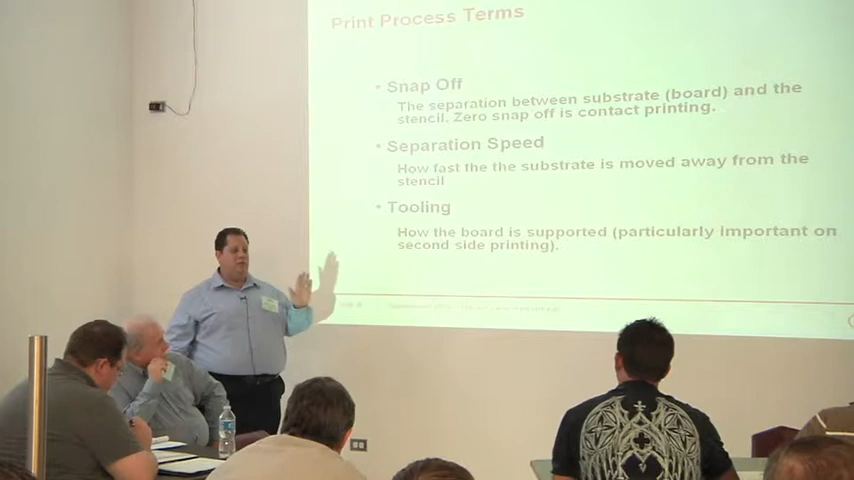 Print Process Terms
• Snap Off
The separation between substrate (board) and the
stencil. Zero snap off is contact printing.
• Separation Speed
How fast the the substrate is moved away from the
stencil
• Tooling
How the board is supported (particularly important on
second side printing).